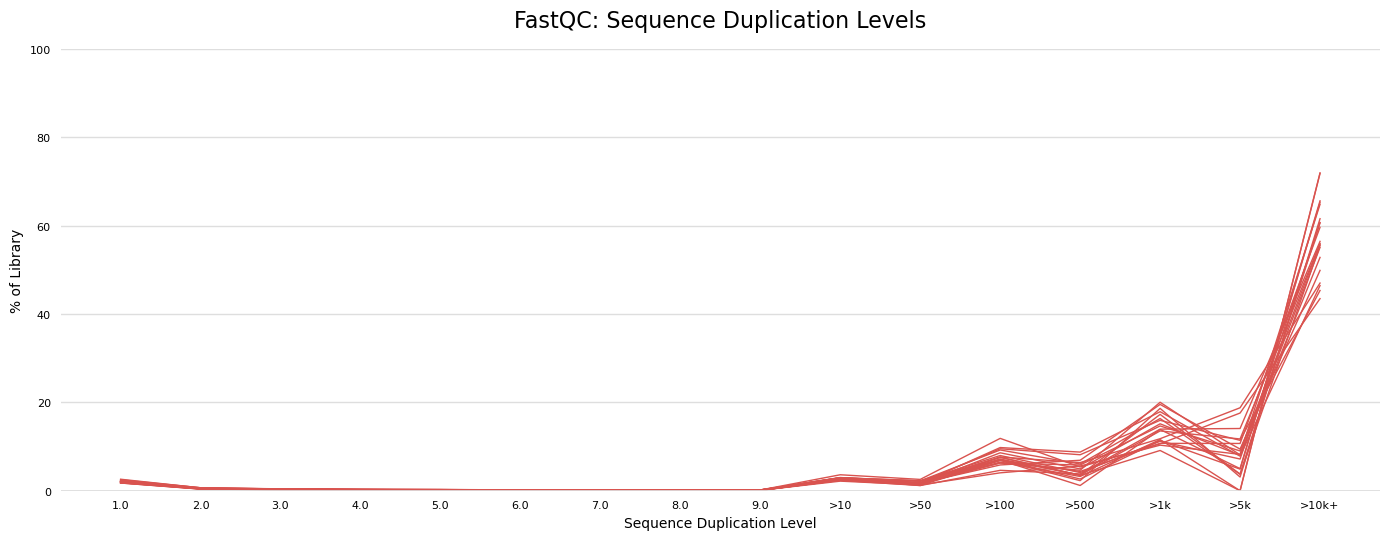 FastQC: Sequence Duplication Levels
100
80
60
40
20
0
% of Library
1.0 2.0 3.0 4.0 5.0 6.0 7.0 8.0 9.0 >10 >50 >100 >500 >1k >5k >10k+
Sequence Duplication Level